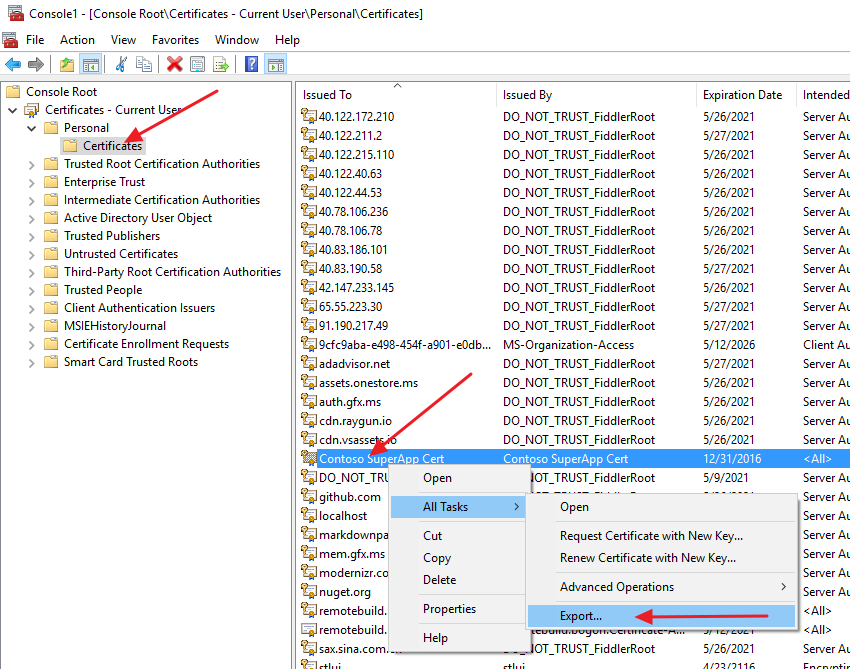 Console1 - [Console Root\Certificates - Current User\Personal\Certificates]
File Action View Favorites Window Help
Console Root
Certificates - Current User
Personal
Certificates
Trusted Root Certification Authorities
Enterprise Trust
Intermediate Certification Authorities
Active Directory User Object
Trusted Publishers
Untrusted Certificates
Third-Party Root Certification Authorities
Trusted People
Client Authentication Issuers
MSIEHistoryJournal
Certificate Enrollment Requests
Smart Card Trusted Roots
Issued To Issued By Expiration Date Intended
40.122.172.210 DO_NOT_TRUST_FiddlerRoot 5/26/2021 Server Au
40.122.211.2 DO_NOT_TRUST_FiddlerRoot 5/27/2021 Server Au
40.122.215.110 DO_NOT_TRUST_FiddlerRoot 5/26/2021 Server Au
40.122.40.63 DO_NOT_TRUST_FiddlerRoot 5/27/2021 Server Au
40.122.44.53 DO_NOT_TRUST_FiddlerRoot 5/27/2021 Server Au
40.78.106.236 DO_NOT_TRUST_FiddlerRoot 5/26/2021 Server Au
40.78.106.78 DO_NOT_TRUST_FiddlerRoot 5/26/2021 Server Au
40.83.186.101 DO_NOT_TRUST_FiddlerRoot 5/26/2021 Server Au
40.83.190.58 DO_NOT_TRUST_FiddlerRoot 5/27/2021 Server Au
42.147.233.145 DO_NOT_TRUST_FiddlerRoot 5/26/2021 Server Au
65.55.223.30 DO_NOT_TRUST_FiddlerRoot 5/27/2021 Server Au
91.190.217.49 DO_NOT_TRUST_FiddlerRoot 5/27/2021 Server Au
9cfc9aba-e498-454f-a901-e0db... MS-Organization-Access 5/12/2026 Client Au
adadvisor.net DO_NOT_TRUST_FiddlerRoot 5/27/2021 Server Au
assets.onestore.ms DO_NOT_TRUST_FiddlerRoot 5/26/2021 Server Au
auth.gfx.ms DO_NOT_TRUST_FiddlerRoot 5/26/2021 Server Au
cdn.raygun.io DO_NOT_TRUST_FiddlerRoot 5/26/2021 Server Au
cdn.vsassets.io DO_NOT_TRUST_FiddlerRoot 5/26/2021 Server Au
Contoso SuperApp Cert Contoso SuperApp Cert 12/31/2016 <All>
DO_NOT_TRU NOT_TRUST_FiddlerRoot 5/9/2021 Server Au
github.com Server Au
localhost Server Au
markdownpa Server Au
mem.gfx.ms Server Au
modernizr.co Server Au
nuget.org Server Au
remotebuild. <All>
remotebuild. tebuild.bogon.Certificate-A... 5/12/2021 <All>
sax.sina.com.cn DO_NOT_TRUST_FiddlerRoot 5/26/2021 Server Au
stlui stlui 4/23/2116 Encrypting
Open
All Tasks
Cut
Copy
Delete
Properties
Help
Open
Request Certificate with New Key...
Renew Certificate with New Key...
Advanced Operations
Export...